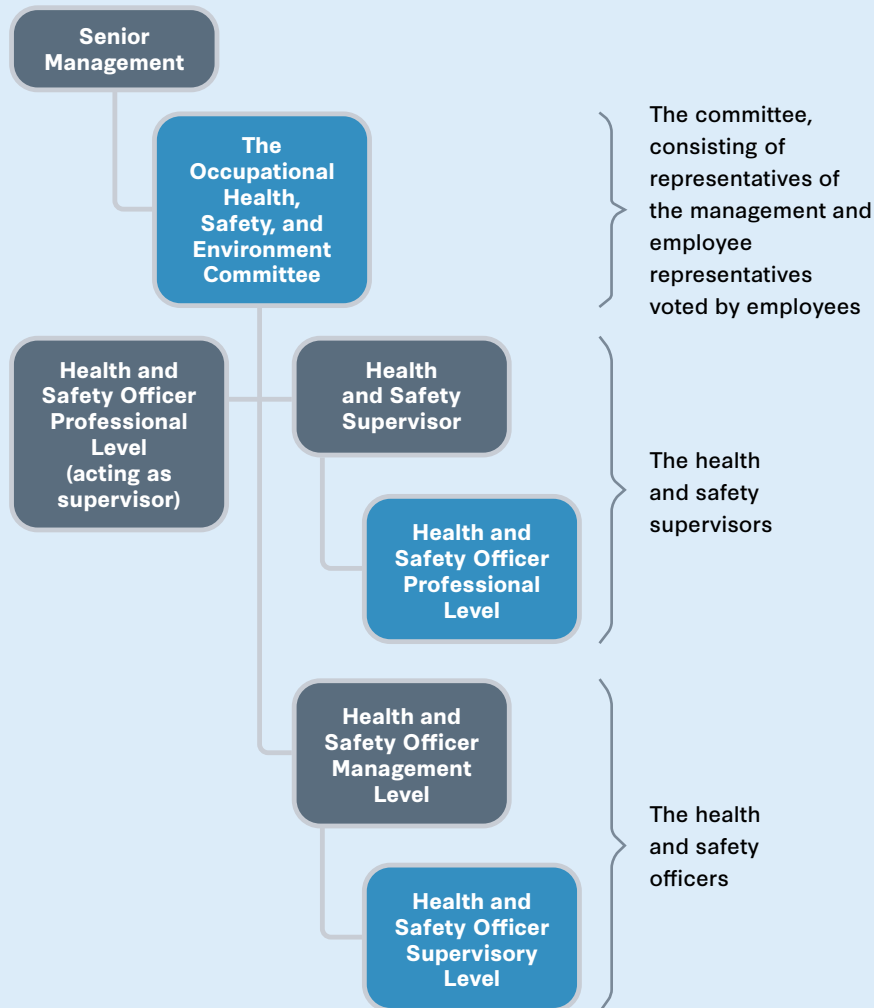 Senior
Management
The
Occupational
Health,
Safety, and
Environment
Committee
The committee,
consisting of
representatives of
the management and
employee
representatives
voted by employees
Health and
Safety Officer
Professional
Level
(acting as
supervisor)
Health
and Safety
Supervisor
Health and
Safety Officer
Professional
Level
The health
and safety
supervisors
Health and
Safety Officer
Management
Level
Health and
Safety Officer
Supervisory
Level
The health
and safety
officers